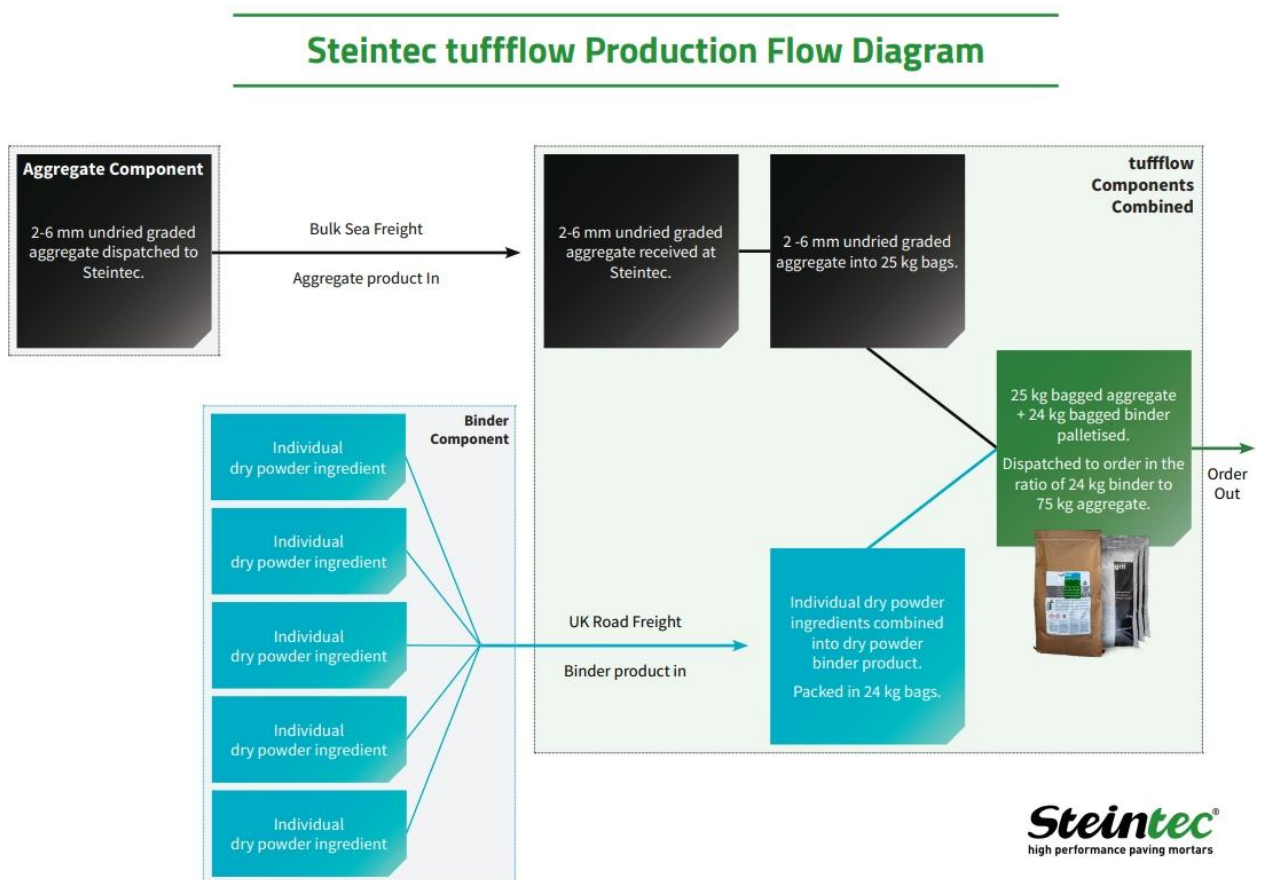 Steintec tuffflow Production Flow Diagram
Aggregate Component
2-6 mm undried graded
aggregate dispatched to
Steintec.
Bulk Sea Freight
Aggregate product In
2-6 mm undried graded
aggregate received at
Steintec.
2 -6 mm undried graded
aggregate into 25 kg bags.
tuffflow
Components
Combined
Binder
Component
Individual
dry powder ingredient
Individual
dry powder ingredient
Individual
dry powder ingredient
Individual
dry powder ingredient
Individual
dry powder ingredient
UK Road Freight
Binder product in
Individual dry powder
ingredients combined
into dry powder
binder product.
Packed in 24 kg bags.
25 kg bagged aggregate
+ 24 kg bagged binder
palletised.
Dispatched to order in the
ratio of 24 kg binder to
75 kg aggregate.
Order
Out
Steintec®
high performance paving mortars